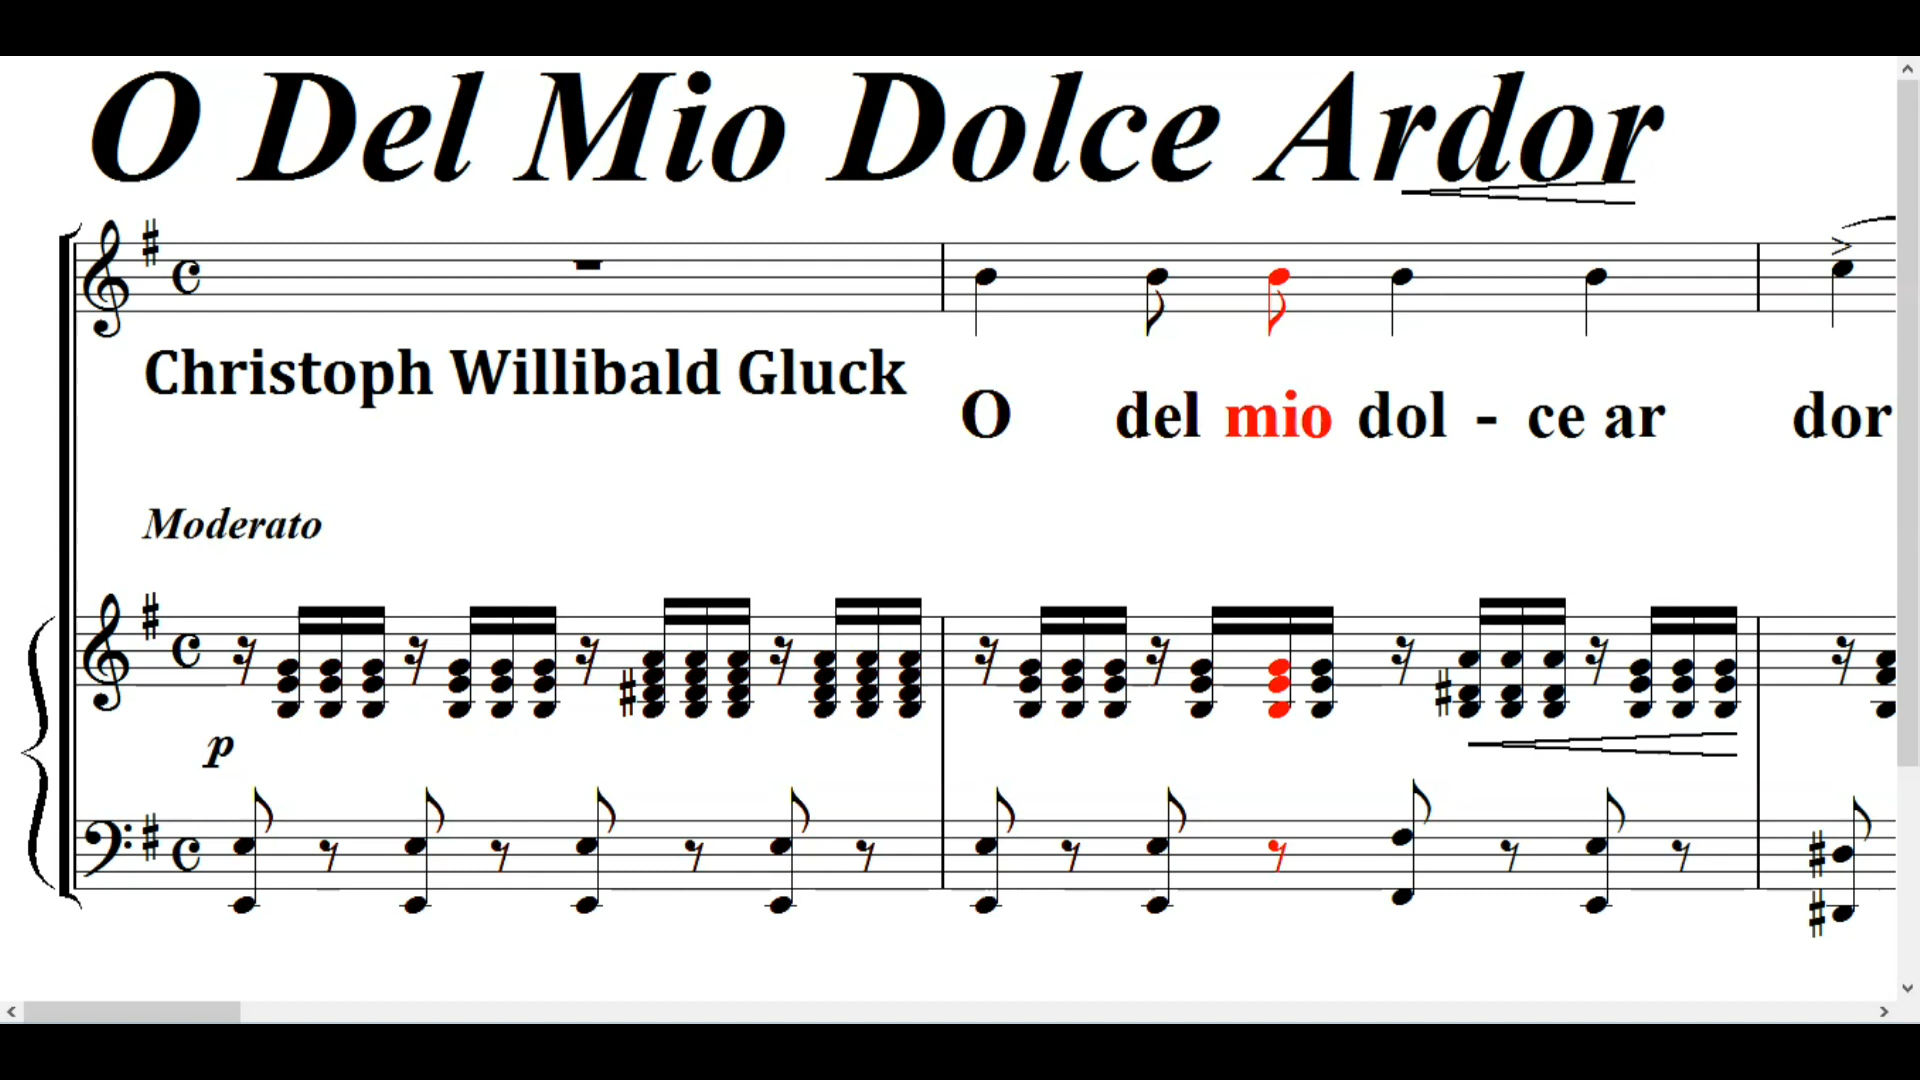 O Del Mio Dolce Ardor
Christoph Willibald Gluck
O del mio dol - ce ar dor
Moderato
p